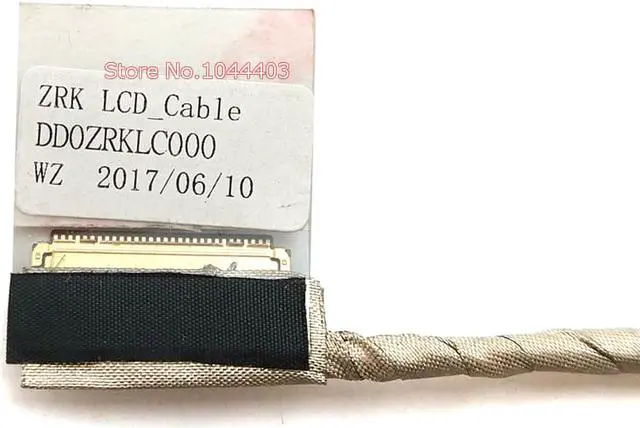 Store No.1044403
ZRK LCD_Cable
DD0ZRKLC000
WZ 2017/06/10